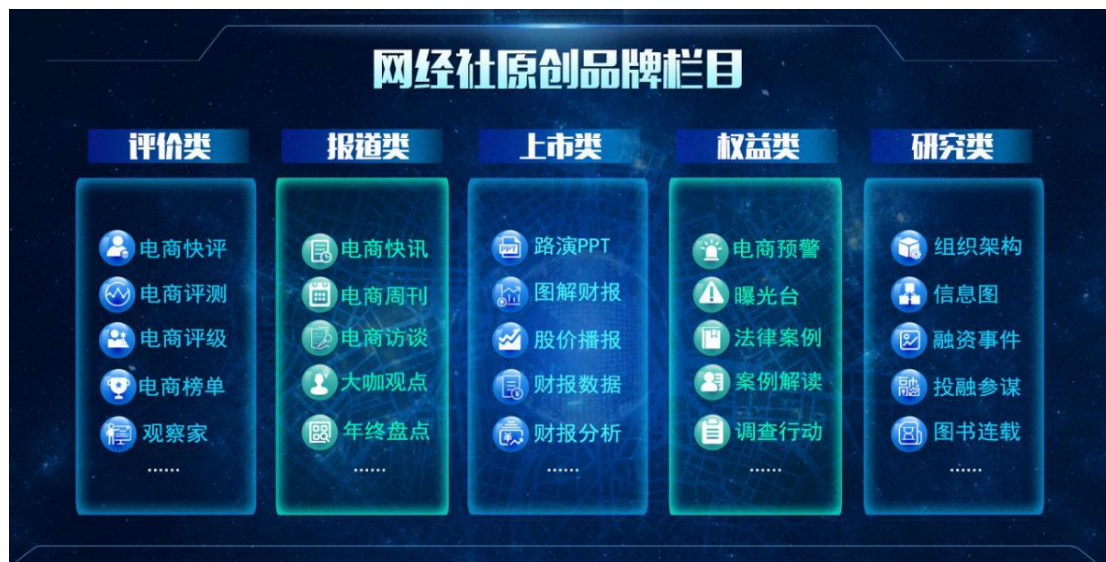 网经社原创品牌栏目
评价类
电商快评
电商评测
电商评级
电商榜单
观察家
......
报道类
电商快讯
电商周刊
电商访谈
大咖观点
年终盘点
......
上市类
PPT
路演PPT
图解财报
股价播报
财报数据
财报分析
......
权益类
电商预警
曝光台
法律案例
案例解读
调查行动
......
研究类
组织架构
信息图
融资事件
融
投融参谋
图书连载
......